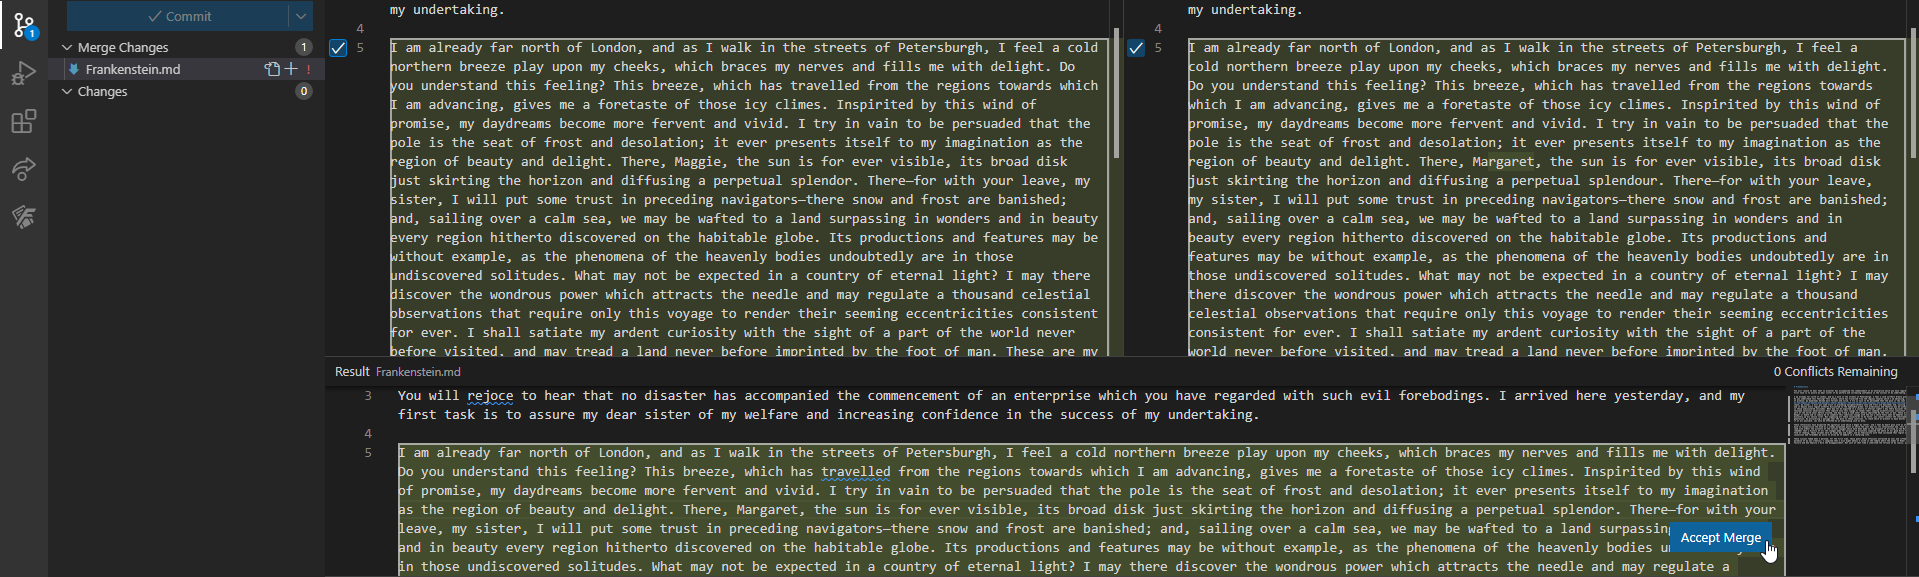 1
Commit
Merge Changes
1
Frankenstein.md
!
Changes
0
my undertaking.
4
5
I am already far north of London, and as I walk in the streets of Petersburgh, I feel a cold
northern breeze play upon my cheeks, which braces my nerves and fills me with delight. Do
you understand this feeling? This breeze, which has travelled from the regions towards which
I am advancing, gives me a foretaste of those icy climes. Inspirited by this wind of
promise, my daydreams become more fervent and vivid. I try in vain to be persuaded that the
pole is the seat of frost and desolation; it ever presents itself to my imagination as the
region of beauty and delight. There, Maggie, the sun is for ever visible, its broad disk
just skirting the horizon and diffusing a perpetual splendor. There—for with your leave, my
sister, I will put some trust in preceding navigators—there snow and frost are banished;
and, sailing over a calm sea, we may be wafted to a land surpassing in wonders and in beauty
every region hitherto discovered on the habitable globe. Its productions and features may be
without example, as the phenomena of the heavenly bodies undoubtedly are in those
undiscovered solitudes. What may not be expected in a country of eternal light? I may there
discover the wondrous power which attracts the needle and may regulate a thousand celestial
observations that require only this voyage to render their seeming eccentricities consistent
for ever. I shall satiate my ardent curiosity with the sight of a part of the world never
before visited, and may tread a land never before imprinted by the foot of man. These are my
my undertaking.
4
5
I am already far north of London, and as I walk in the streets of Petersburgh, I feel a
cold northern breeze play upon my cheeks, which braces my nerves and fills me with delight.
Do you understand this feeling? This breeze, which has travelled from the regions towards
which I am advancing, gives me a foretaste of those icy climes. Inspirited by this wind of
promise, my daydreams become more fervent and vivid. I try in vain to be persuaded that the
pole is the seat of frost and desolation; it ever presents itself to my imagination as the
region of beauty and delight. There, Margaret, the sun is for ever visible, its broad disk
just skirting the horizon and diffusing a perpetual splendour. There—for with your leave,
my sister, I will put some trust in preceding navigators—there snow and frost are banished;
and, sailing over a calm sea, we may be wafted to a land surpassing in wonders and in
beauty every region hitherto discovered on the habitable globe. Its productions and
features may be without example, as the phenomena of the heavenly bodies undoubtedly are in
those undiscovered solitudes. What may not be expected in a country of eternal light? I may
there discover the wondrous power which attracts the needle and may regulate a thousand
celestial observations that require only this voyage to render their seeming eccentricities
consistent for ever. I shall satiate my ardent curiosity with the sight of a part of the
world never before visited, and may tread a land never before imprinted by the foot of man.
Result Frankenstein.md
0 Conflicts Remaining
3
You will rejoce to hear that no disaster has accompanied the commencement of an enterprise which you have regarded with such evil forebodings. I arrived here yesterday, and my
first task is to assure my dear sister of my welfare and increasing confidence in the success of my undertaking.
4
5
I am already far north of London, and as I walk in the streets of Petersburgh, I feel a cold northern breeze play upon my cheeks, which braces my nerves and fills me with delight.
Do you understand this feeling? This breeze, which has travelled from the regions towards which I am advancing, gives me a foretaste of those icy climes. Inspirited by this wind
of promise, my daydreams become more fervent and vivid. I try in vain to be persuaded that the pole is the seat of frost and desolation; it ever presents itself to my imagination
as the region of beauty and delight. There, Margaret, the sun is for ever visible, its broad disk just skirting the horizon and diffusing a perpetual splendor. There—for with your
leave, my sister, I will put some trust in preceding navigators—there snow and frost are banished; and, sailing over a calm sea, we may be wafted to a land surpassing
and in beauty every region hitherto discovered on the habitable globe. Its productions and features may be without example, as the phenomena of the heavenly bodies
in those undiscovered solitudes. What may not be expected in a country of eternal light? I may there discover the wondrous power which attracts the needle and may regulate a
Accept Merge